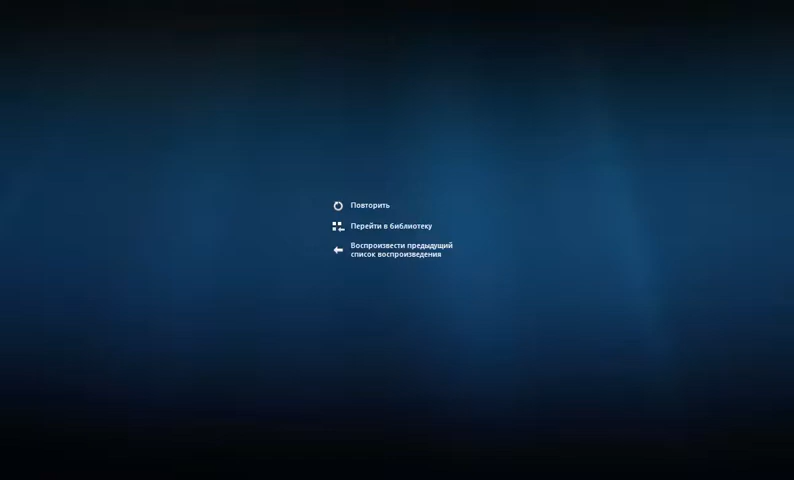 Повторить
Перейти в библиотеку
Воспроизвести предыдущий
список воспроизведения